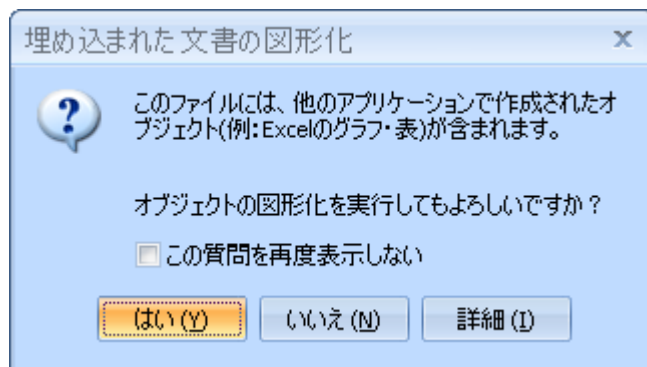 埋め込まれた文書の図形化
このファイルには、他のアプリケーションで作成されたオ
ブジェクト(例:Excelのグラフ・表)が含まれます。
オブジェクトの図形化を実行してもよろしいですか?
この質問を再度表示しない
はい(Y) いいえ(N) 詳細(I)